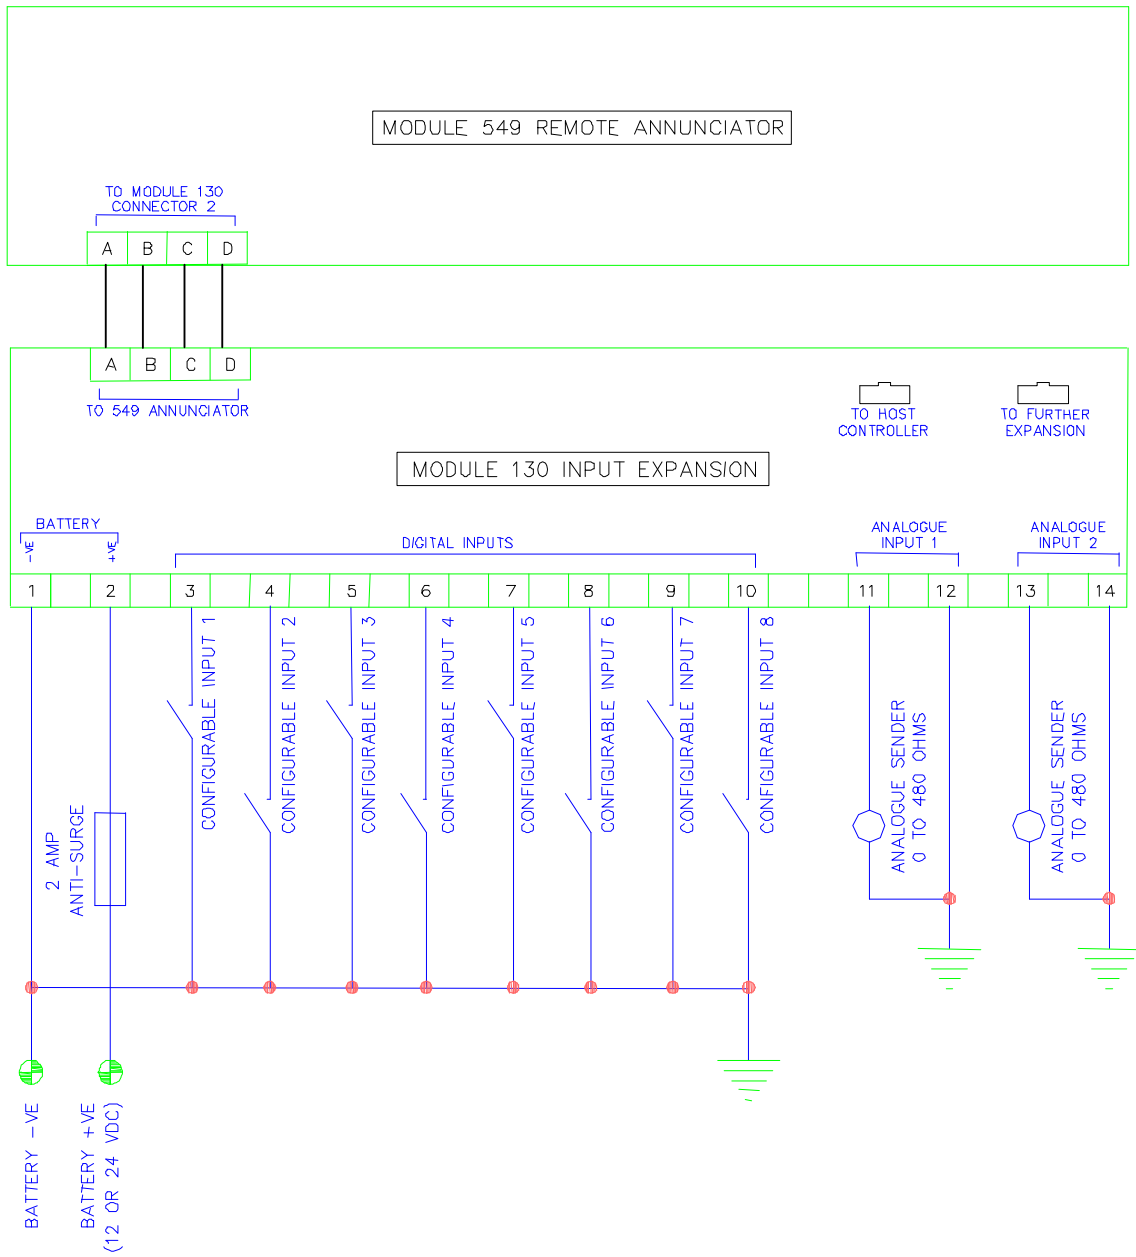 MODULE 549 REMOTE ANNUNCIATOR
TO MODULE 130
CONNECTOR 2
A B C D
A B C D
TO 549 ANNUNCIATOR
TO HOST
CONTROLLER
TO FURTHER
EXPANSION
MODULE 130 INPUT EXPANSION
BATTERY
-VE
+VE
DIGITAL INPUTS
ANALOGUE
INPUT 1
ANALOGUE
INPUT 2
1 2 3 4 5 6 7 8 9 10 11 12 13 14
CONFIGURABLE INPUT 1
CONFIGURABLE INPUT 2
CONFIGURABLE INPUT 3
CONFIGURABLE INPUT 4
CONFIGURABLE INPUT 5
CONFIGURABLE INPUT 6
CONFIGURABLE INPUT 7
CONFIGURABLE INPUT 8
ANALOGUE SENDER
0 TO 480 OHMS
ANALOGUE SENDER
0 TO 480 OHMS
2 AMP
ANTI-SURGE
BATTERY -VE
BATTERY +VE
(12 OR 24 VDC)